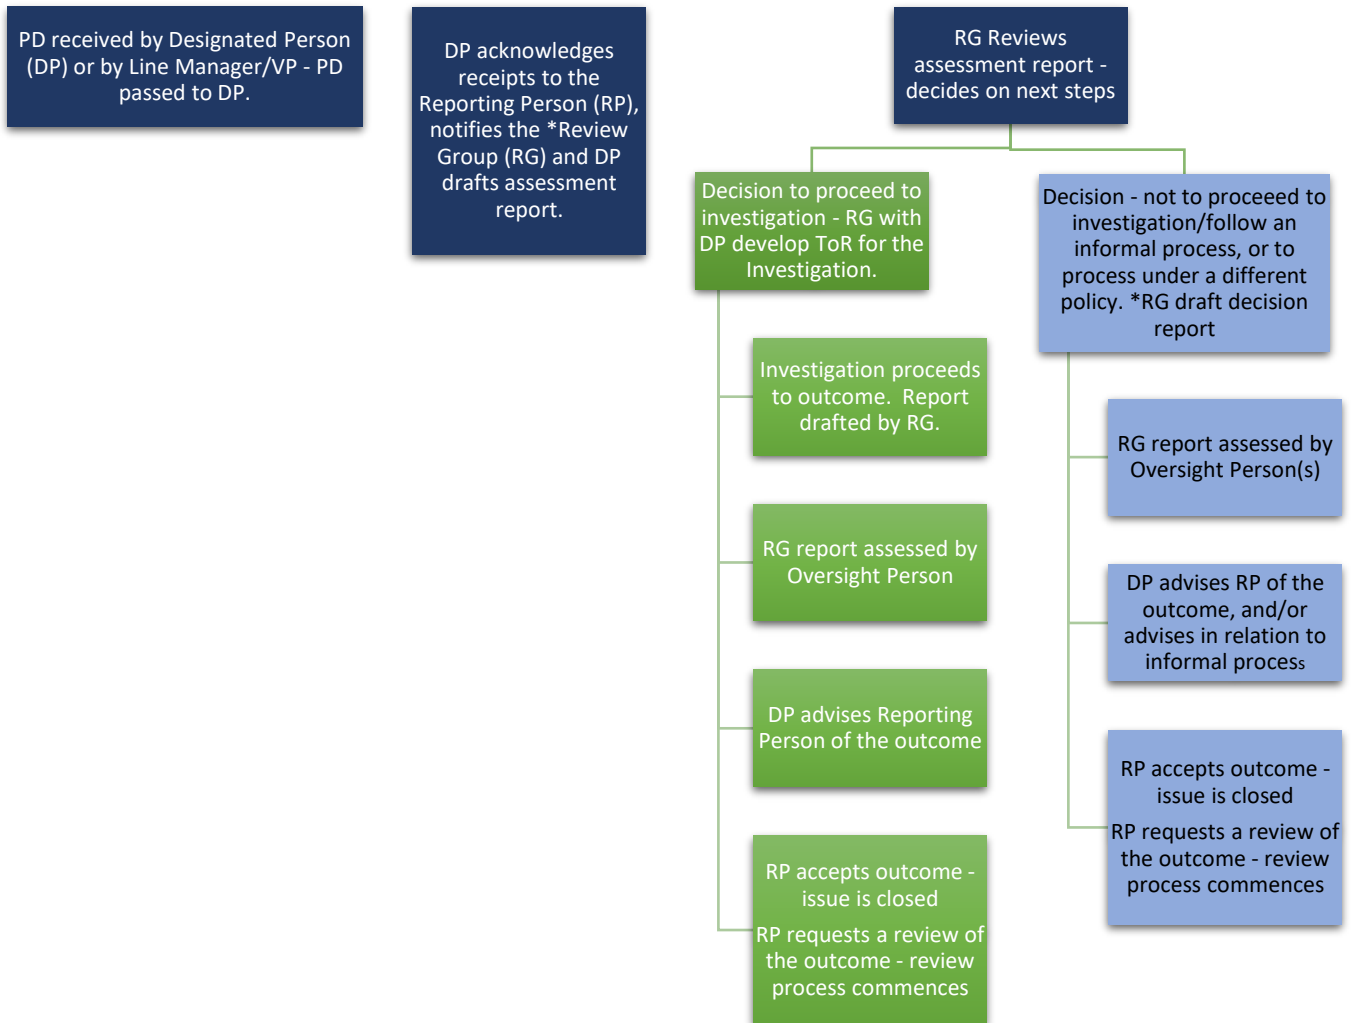 PD received by Designated Person
(DP) or by Line Manager/VP - PD
passed to DP.
DP acknowledges
receipts to the
Reporting Person (RP),
notifies the *Review
Group (RG) and DP
drafts assessment
report.
RG Reviews
assessment report -
decides on next steps
Decision to proceed to
investigation - RG with
DP develop ToR for the
Investigation.
Investigation proceeds
to outcome.  Report
drafted by RG.
RG report assessed by
Oversight Person
DP advises Reporting
Person of the outcome
RP accepts outcome -
issue is closed
RP requests a review of
the outcome - review
process commences
Decision - not to proceeed to
investigation/follow an
informal process, or to
process under a different
policy. *RG draft decision
report
RG report assessed by
Oversight Person(s)
DP advises RP of the
outcome, and/or
advises in relation to
informal process
RP accepts outcome -
issue is closed
RP requests a review of
the outcome - review
process commences